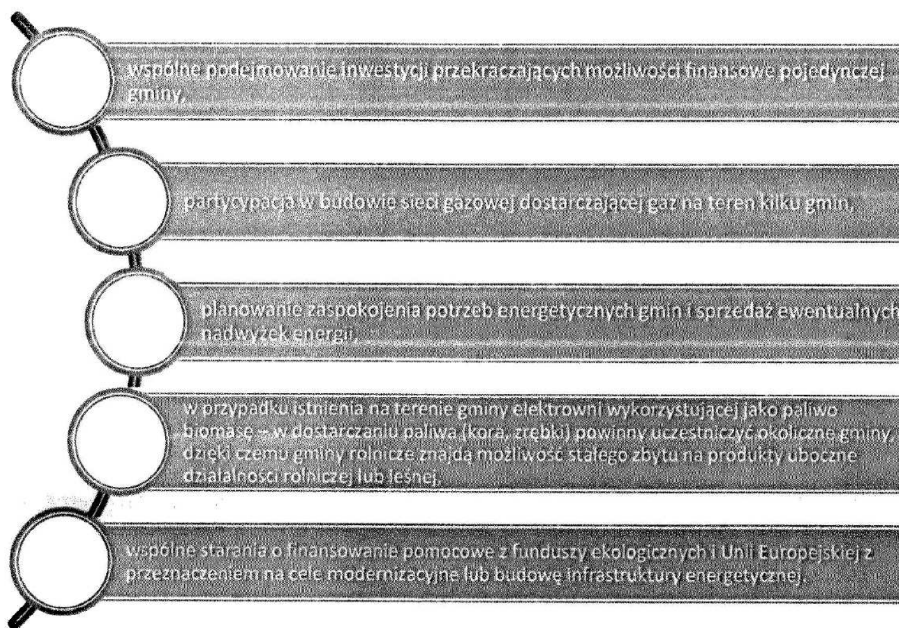 wspólne podejmowanie inwestycji przekraczających możliwości finansowe pojedynczej
gminy,
partycypacja w budowie sieci gazowej dostarczającej gaz na teren kilku gmin,
planowanie zaspokojenia potrzeb energetycznych gmin i sprzedaż ewentualnych
nadwyżek energii,
w przypadku istnienia na terenie gminy elektrowni wykorzystującej jako paliwo
biomasę – w dostarczaniu paliwa (kora, zrębki) powinny uczestniczyć okoliczne gminy,
dzięki czemu gminy rolnicze znajdą możliwość stałego zbytu na produkty uboczne
działalności rolniczej lub leśnej,
wspólne starania o finansowanie pomocowe z funduszy ekologicznych i Unii Europejskiej z
przeznaczeniem na cele modernizacyjne lub budowę infrastruktury energetycznej.